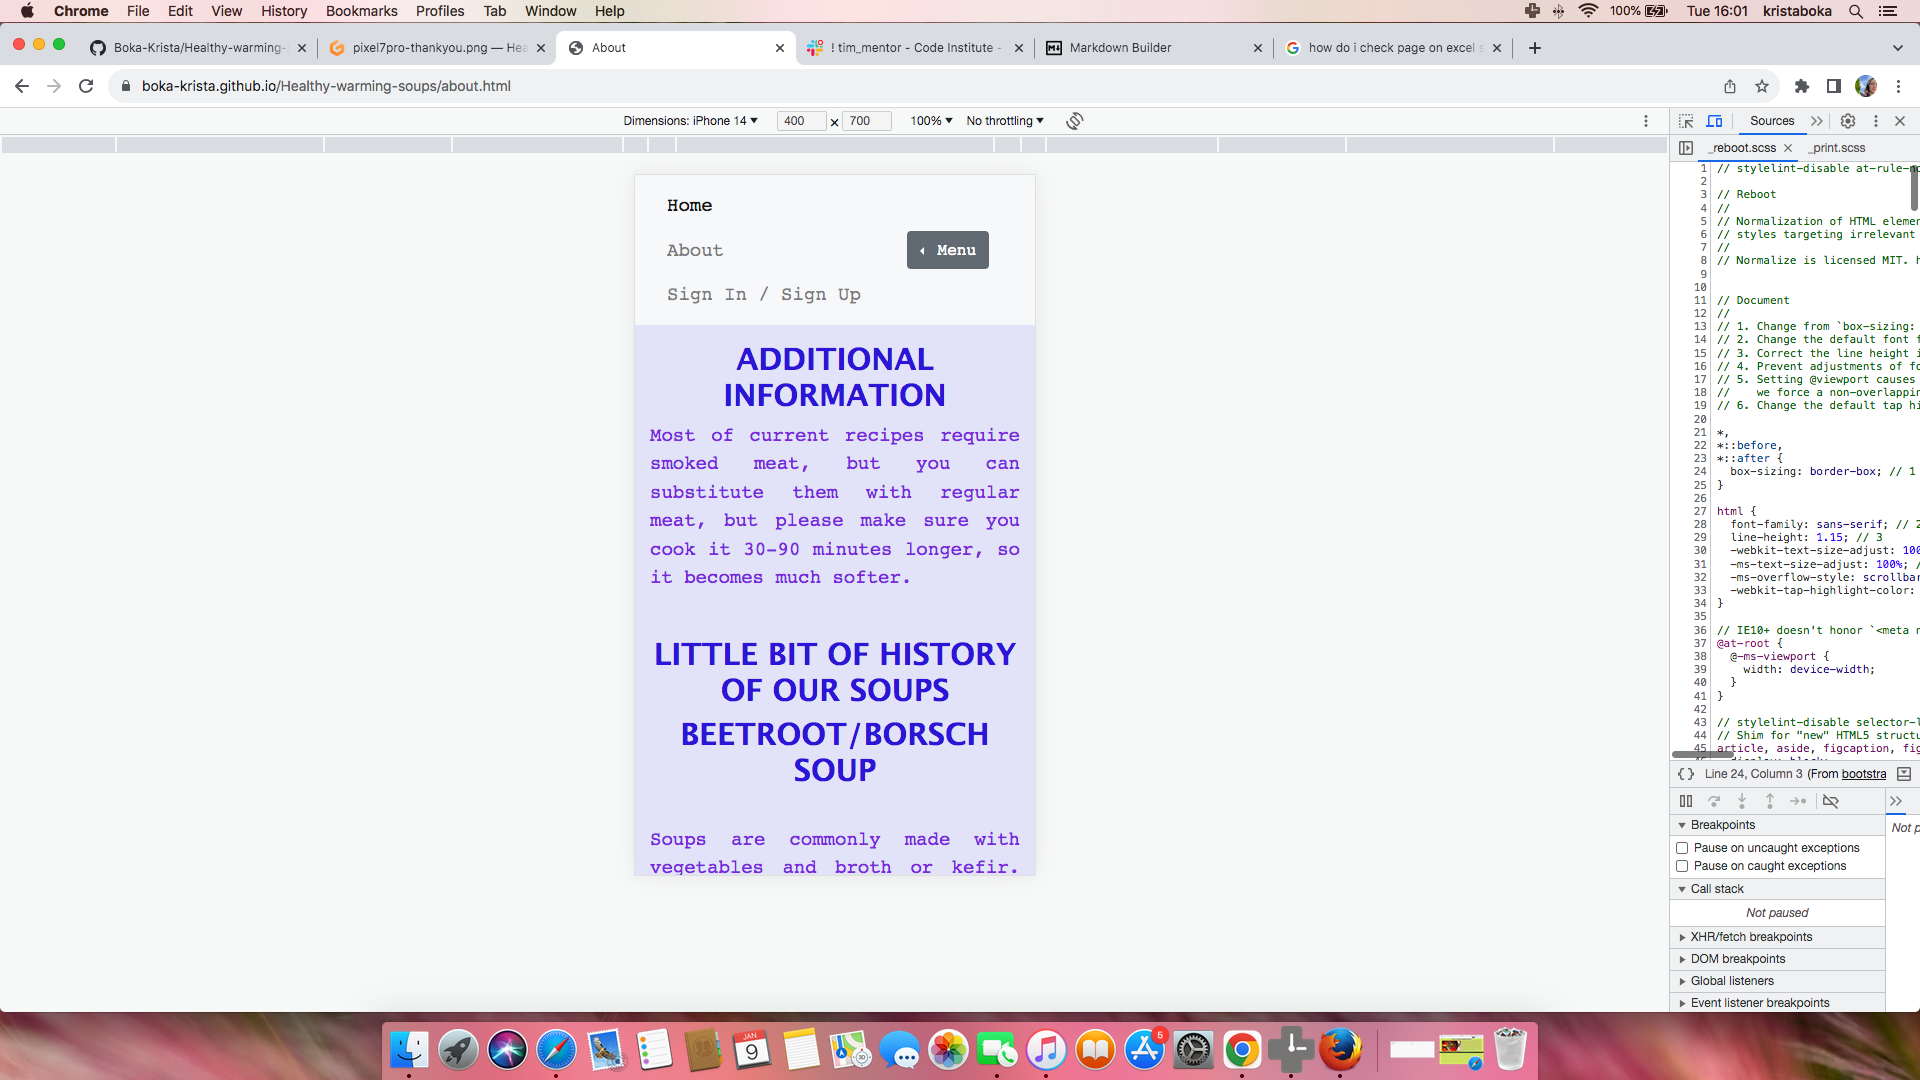 Chrome File Edit View History Bookmarks Profiles Tab Window Help 100% Tue 16:01 kristaboka
Boka-Krista/Healthy-warming- pixel7pro-thankyou.png — Hea About ! tim_mentor - Code Institute - Markdown Builder how do i check page on excel s
boka-krista.github.io/Healthy-warming-soups/about.html
Dimensions: iPhone 14 400 × 700 100% No throttling
Sources
_reboot.scss _print.scss
Home
About
Menu
Sign In / Sign Up
ADDITIONAL
INFORMATION
Most of current recipes require
smoked meat, but you can
substitute them with regular
meat, but please make sure you
cook it 30-90 minutes longer, so
it becomes much softer.
LITTLE BIT OF HISTORY
OF OUR SOUPS
BEETROOT/BORSCH
SOUP
Soups are commonly made with
vegetables and broth or kefir.
1 // stylelint-disable at-rule-no
2
3 // Reboot
4 //
5 // Normalization of HTML elemen
6 // styles targeting irrelevant
7 //
8 // Normalize is licensed MIT. h
9
10
11 // Document
12 //
13 // 1. Change from `box-sizing:
14 // 2. Change the default font f
15 // 3. Correct the line height i
16 // 4. Prevent adjustments of fo
17 // 5. Setting @viewport causes
18 // we force a non-overlappin
19 // 6. Change the default tap hi
20
21 *,
22 *::before,
23 *::after {
24 box-sizing: border-box; // 1
25 }
26
27 html {
28 font-family: sans-serif; // 2
29 line-height: 1.15; // 3
30 -webkit-text-size-adjust: 100
31 -ms-text-size-adjust: 100%; /
32 -ms-overflow-style: scrollbar
33 -webkit-tap-highlight-color:
34 }
35
36 // IE10+ doesn't honor `<meta n
37 @at-root {
38 @-ms-viewport {
39 width: device-width;
40 }
41 }
42
43 // stylelint-disable selector-l
44 // Shim for "new" HTML5 structu
45 article, aside, figcaption, fig
{ } Line 24, Column 3 (From bootstra
Breakpoints
Not p
Pause on uncaught exceptions
Pause on caught exceptions
Call stack
Not paused
XHR/fetch breakpoints
DOM breakpoints
Global listeners
Event listener breakpoints
JAN
9
5